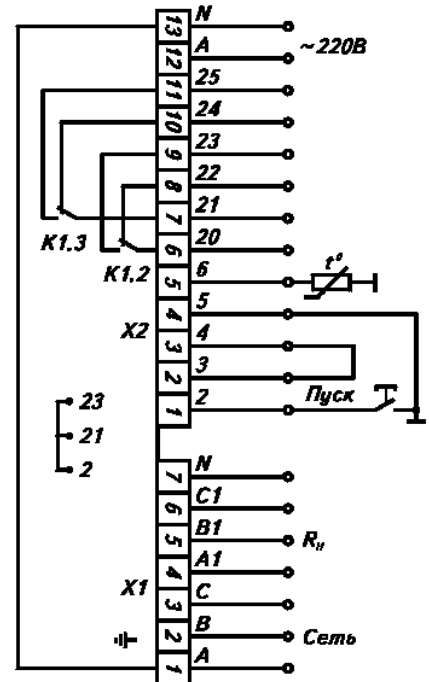 13 N
12 A ~220В
11 25
10 24
9 23
8 22
7 21
К1.3
6 20
К1.2
5 6 t°
4 5
X2
3 4
2 3
1 2 Пуск
23
21
2
7 N
6 C1
5 B1 Rн
4 A1
X1
3 C
2 B Сеть
1 A